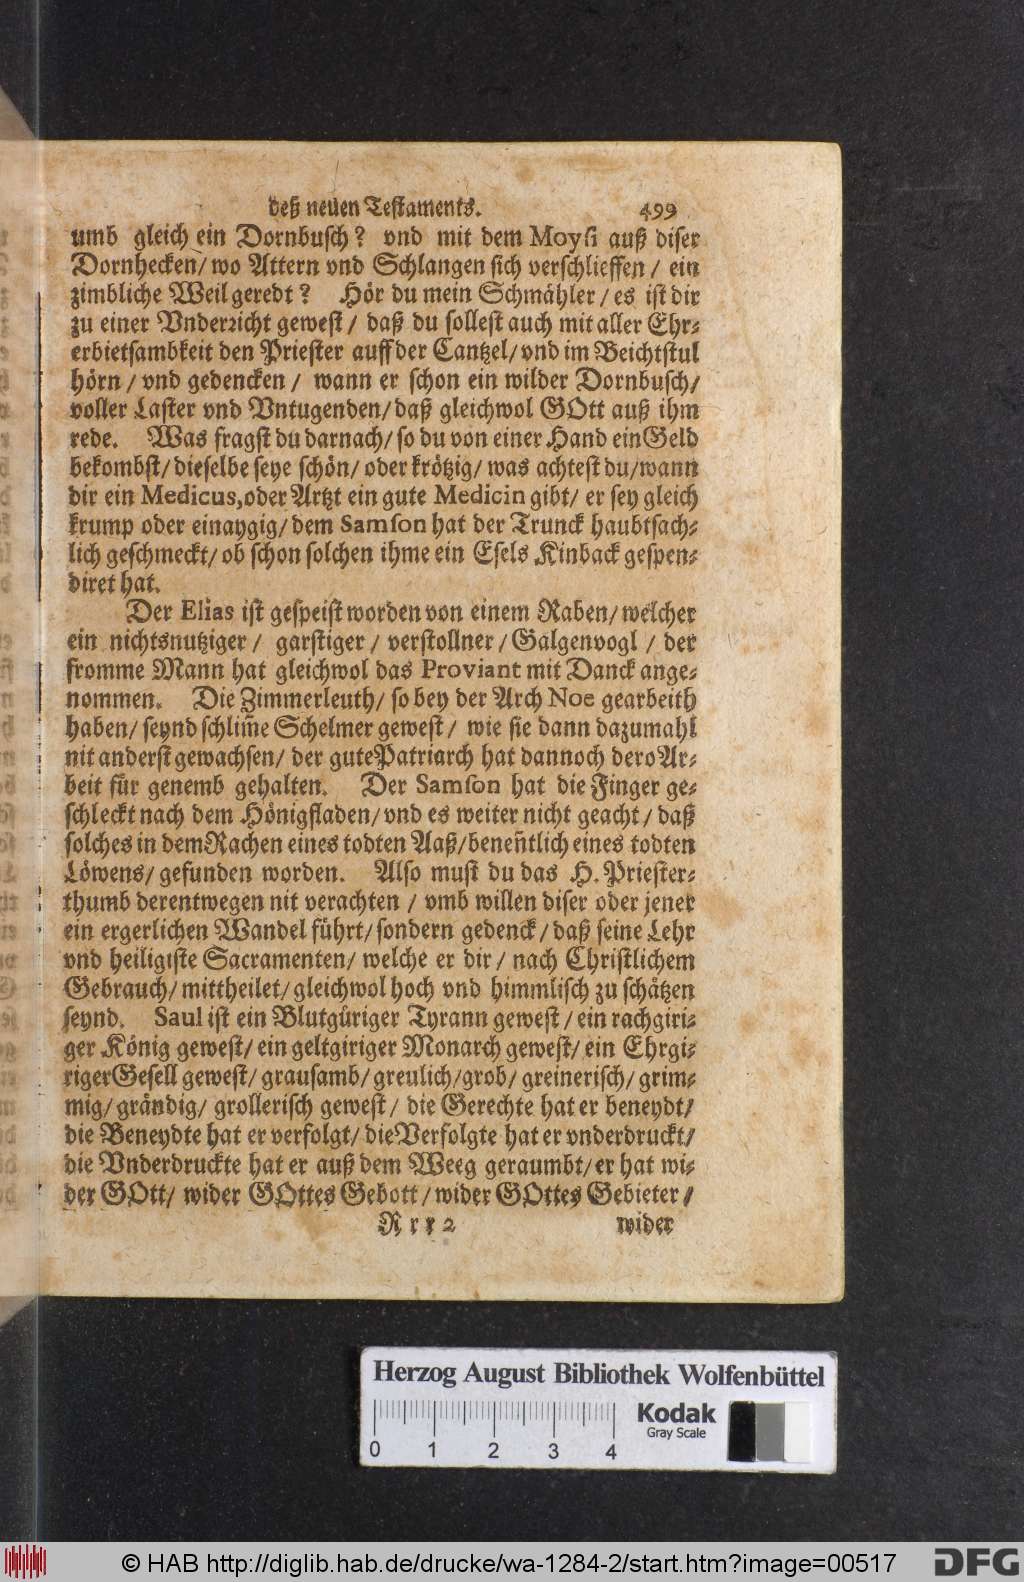 deß neuen Testaments. 499
umb gleich ein Dornbusch? vnd mit dem Moysi auß diser
Dornhecken/ wo Attern vnd Schlangen sich verschlieffen / ein
zimbliche Weil geredt? Hör du mein Schmähler / es ist dir
zu einer Vnderricht gewest / daß du sollest auch mit aller Ehr-
erbietsambkeit den Priester auff der Cantzel/ vnd im Beichtstul
hörn / vnd gedencken / wann er schon ein wilder Dornbusch/
voller Laster vnd Vntugenden/ daß gleichwol GOtt auß ihm
rede. Was fragst du darnach/ so du von einer Hand ein Geld
bekombst/ dieselbe seye schön/ oder krötzig/ was achtest du/wann
dir ein Medicus, oder Artzt ein gute Medicin gibt/ er sey gleich
krump oder einaygig/ dem Samson hat der Trunck haubtsach-
lich geschmeckt/ ob schon solchen ihme ein Esels Kinback gespen-
diret hat.
Der Elias ist gespeist worden von einem Raben/ welcher
ein nichtsnutziger / garstiger / verstollner / Galgenvogl / der
fromme Mann hat gleichwol das Proviant mit Danck ange-
nommen. Die Zimmerleuth/ so bey der Arch Noe gearbeith
haben/ seynd schlim̃e Schelmer gewest / wie sie dann dazumahl
nit anderst gewachsen/ der gute Patriarch hat dannoch dero Ar-
beit für genemb gehalten. Der Samson hat die Finger ge-
schleckt nach dem Hönigfladen/ vnd es weiter nicht geacht / daß
solches in dem Rachen eines todten Aaß/ beneñtlich eines todten
Löwens/ gefunden worden. Also must du das H. Priester-
thumb derentwegen nit verachten / vmb willen diser oder jener
ein ergerlichen Wandel führt/ sondern gedenck / daß seine Lehr
vnd heiligiste Sacramenten/ welche er dir / nach Christlichem
Gebrauch/ mittheilet/ gleichwol hoch vnd himmlisch zu schätzen
seynd. Saul ist ein Blutgüriger Tyrann gewest / ein rachgiri-
ger König gewest/ ein geltgiriger Monarch gewest/ ein Ehrgi-
riger Gesell gewest/ grausamb/ greulich/grob/ greinerisch/ grim-
mig/ grändig/ grollerisch gewest / die Gerechte hat er beneydt/
die Beneydte hat er verfolgt/ die Verfolgte hat er vnderdruckt/
die Vnderdruckte hat er auß dem Weeg geraumbt/ er hat wi-
der GOtt/ wider GOttes Gebott / wider GOttes Gebieter /
Rrr 2 wider
Herzog August Bibliothek Wolfenbüttel
Kodak
Gray Scale
0 1 2 3 4
© HAB http://diglib.hab.de/drucke/wa-1284-2/start.htm?image=00517
DFG